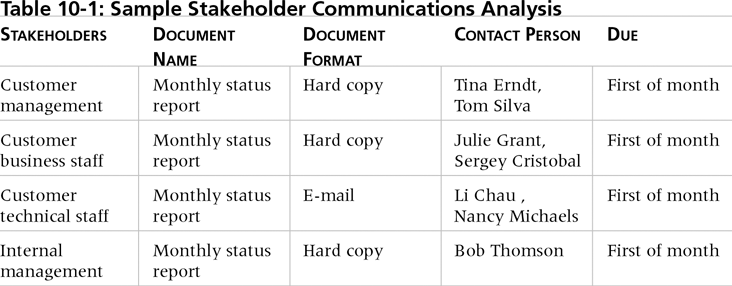 Table 10-1: Sample Stakeholder Communications Analysis
STAKEHOLDERS DOCUMENT NAME DOCUMENT FORMAT CONTACT PERSON DUE
Customer management Monthly status report Hard copy Tina Erndt, Tom Silva First of month
Customer business staff Monthly status report Hard copy Julie Grant, Sergey Cristobal First of month
Customer technical staff Monthly status report E-mail Li Chau , Nancy Michaels First of month
Internal management Monthly status report Hard copy Bob Thomson First of month